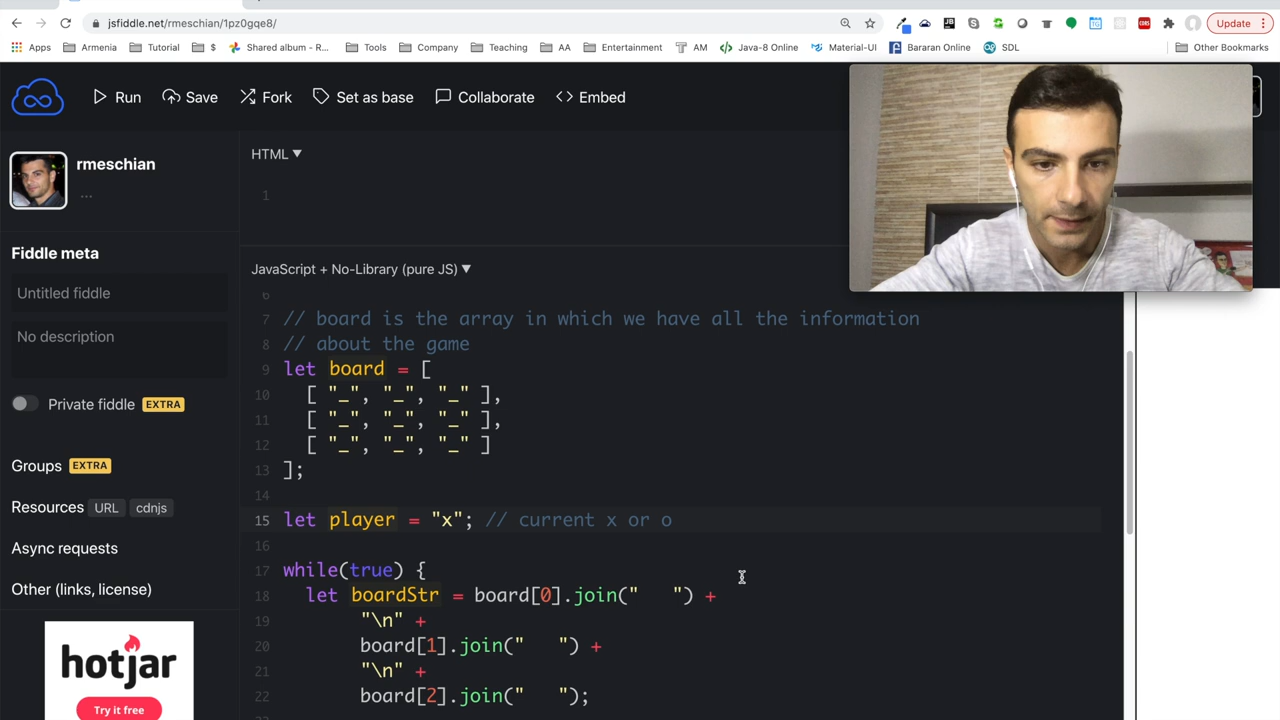 jsfiddle.net/rmeschian/1pz0gqe8/
Update
Apps Armenia Tutorial $ Shared album - R... Tools Company Teaching AA Entertainment AM Java-8 Online Material-UI Bararan Online SDL Other Bookmarks
Run Save Fork Set as base Collaborate Embed
rmeschian
...
Fiddle meta
Untitled fiddle
No description
Private fiddle EXTRA
Groups EXTRA
Resources URL cdnjs
Async requests
Other (links, license)
hotjar
Try it free
HTML ▼
1
JavaScript + No-Library (pure JS) ▼
6
7 // board is the array in which we have all the information
8 // about the game
9 let board = [
10 [ "_", "_", "_" ],
11 [ "_", "_", "_" ],
12 [ "_", "_", "_" ]
13 ];
14
15 let player = "x"; // current x or o
16
17 while(true) {
18 let boardStr = board[0].join("   ") +
19 "\n" +
20 board[1].join("   ") +
21 "\n" +
22 board[2].join("   ");